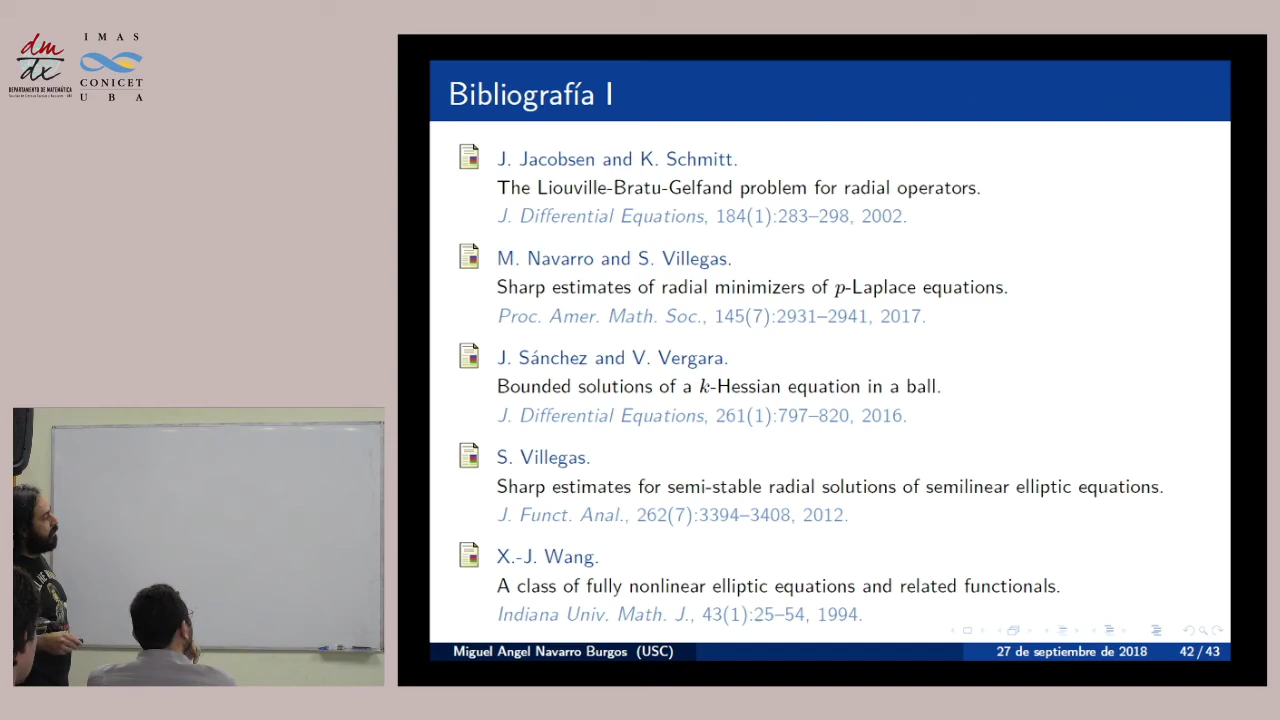 dm
dx
DEPARTAMENTO DE MATEMÁTICA
I M A S
CONICET
U B A
Bibliografía I
J. Jacobsen and K. Schmitt.
The Liouville-Bratu-Gelfand problem for radial operators.
J. Differential Equations, 184(1):283–298, 2002.
M. Navarro and S. Villegas.
Sharp estimates of radial minimizers of p-Laplace equations.
Proc. Amer. Math. Soc., 145(7):2931–2941, 2017.
J. Sánchez and V. Vergara.
Bounded solutions of a k-Hessian equation in a ball.
J. Differential Equations, 261(1):797–820, 2016.
S. Villegas.
Sharp estimates for semi-stable radial solutions of semilinear elliptic equations.
J. Funct. Anal., 262(7):3394–3408, 2012.
X.-J. Wang.
A class of fully nonlinear elliptic equations and related functionals.
Indiana Univ. Math. J., 43(1):25–54, 1994.
Miguel Angel Navarro Burgos (USC) 27 de septiembre de 2018 42 / 43